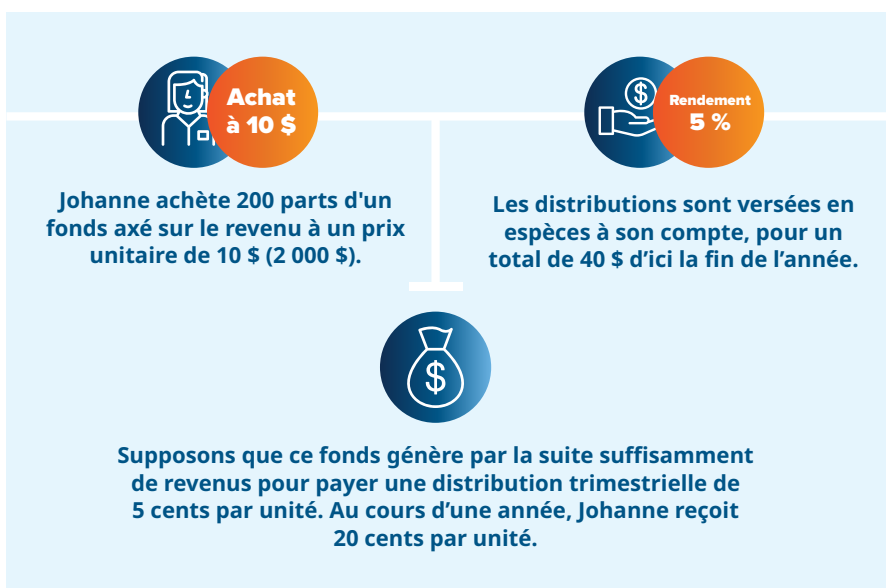 Achat
à 10 $
Johanne achète 200 parts d'un
fonds axé sur le revenu à un prix
unitaire de 10 $ (2 000 $).
$
Rendement
5 %
Les distributions sont versées en
espèces à son compte, pour un
total de 40 $ d’ici la fin de l’année.
$
Supposons que ce fonds génère par la suite suffisamment
de revenus pour payer une distribution trimestrielle de
5 cents par unité. Au cours d’une année, Johanne reçoit
20 cents par unité.